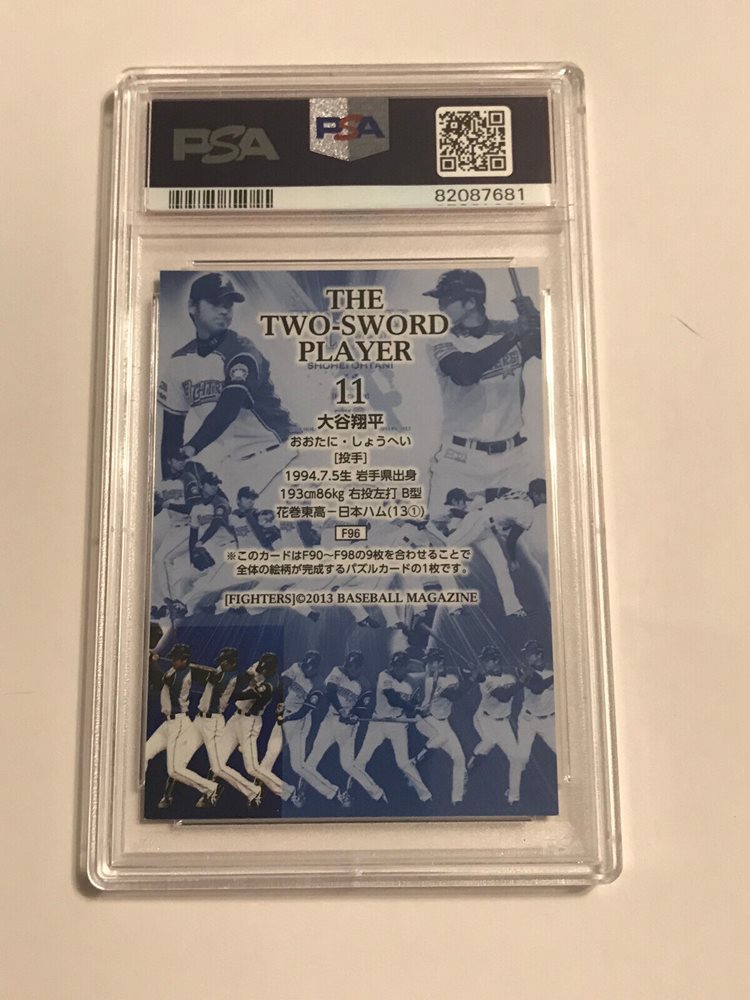 PSA
PSA
82087681
THE
TWO-SWORD
PLAYER
SHOHEI OHTANI
11
大谷翔平
おおたに・しょうへい
[投手]
1994.7.5生 岩手県出身
193cm86kg 右投左打 B型
花巻東高－日本ハム(13①)
F96
※このカードはF90～F98の9枚を合わせることで
全体の絵柄が完成するパズルカードの1枚です。
[FIGHTERS]©2013 BASEBALL MAGAZINE